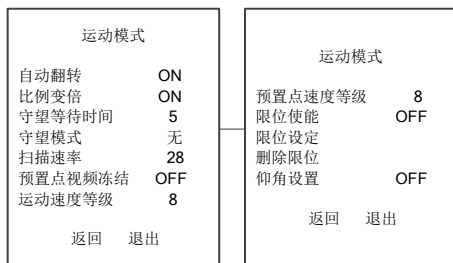 运动模式
自动翻转 ON
比例变倍 ON
守望等待时间 5
守望模式 无
扫描速率 28
预置点视频冻结 OFF
运动速度等级 8
返回 退出
运动模式
预置点速度等级 8
限位使能 OFF
限位设定
删除限位
仰角设置 OFF
返回 退出